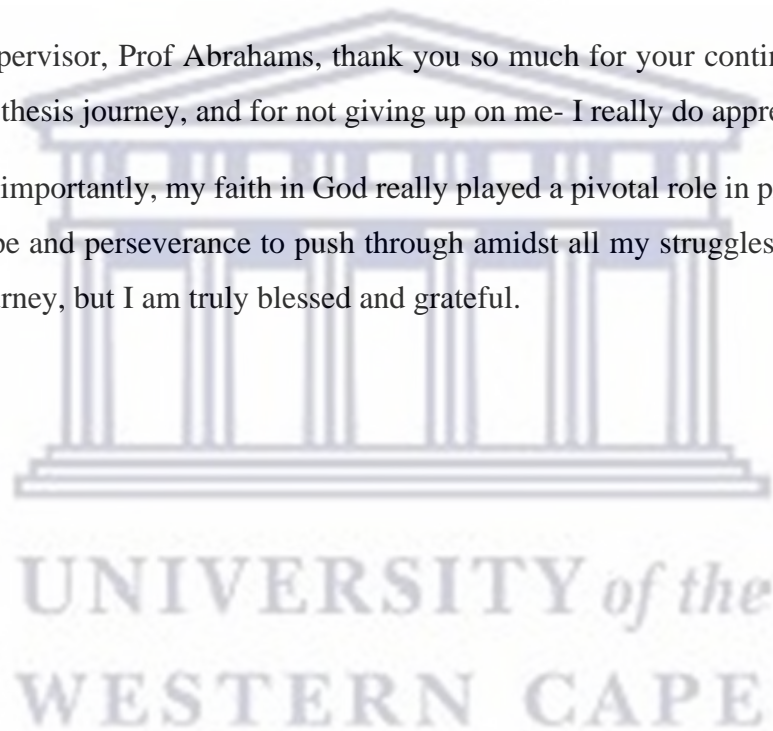 pervisor, Prof Abrahams, thank you so much for your contin
thesis journey, and for not giving up on me- I really do appre
importantly, my faith in God really played a pivotal role in p
be and perseverance to push through amidst all my struggles
urney, but I am truly blessed and grateful.
UNIVERSITY of the
WESTERN CAPE